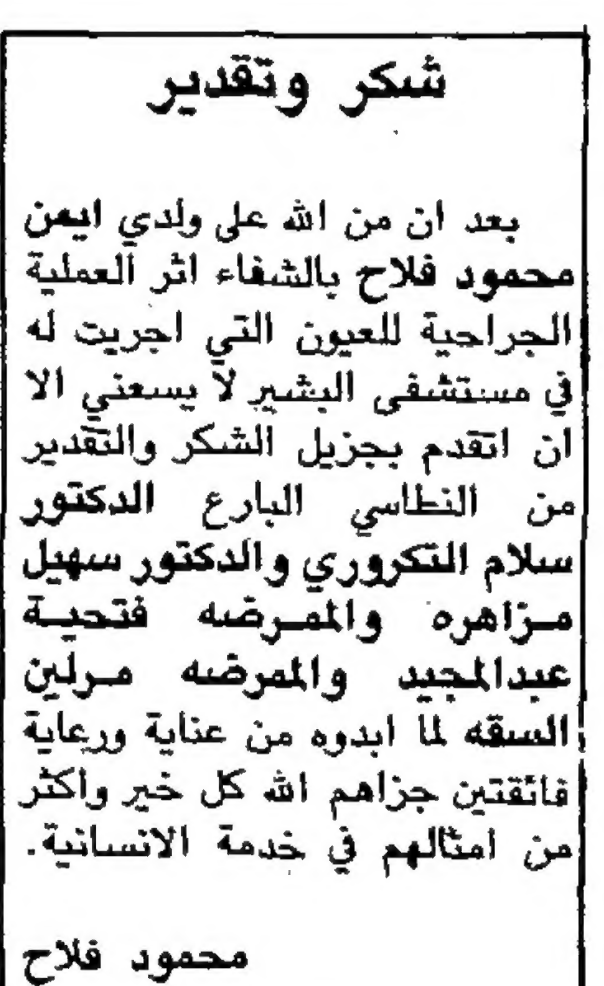 شكر وتقدير
بعد ان من الله على ولدي ايمن
محمود فلاح بالشفاء اثر العملية
الجراحية للعيون التي اجريت له
في مستشفى البشير لا يسعني الا
ان اتقدم بجزيل الشكر والتقدير
من النطاسي البارع الدكتور
سلام التكروري والدكتور سهيل
مزاهره والممرضه فتحية
عبدالمجيد والممرضه مرلين
السقه لما ابدوه من عناية ورعاية
فائقتين جزاهم الله كل خير واكثر
من امثالهم في خدمة الانسانية.
محمود فلاح